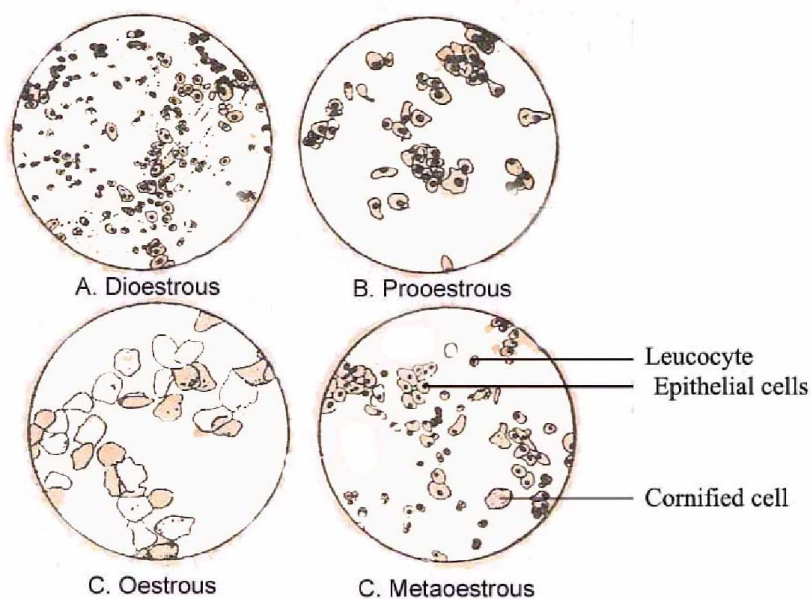 A. Dioestrous
B. Prooestrous
Leucocyte
Epithelial cells
Cornified cell
C. Oestrous
C. Metaoestrous